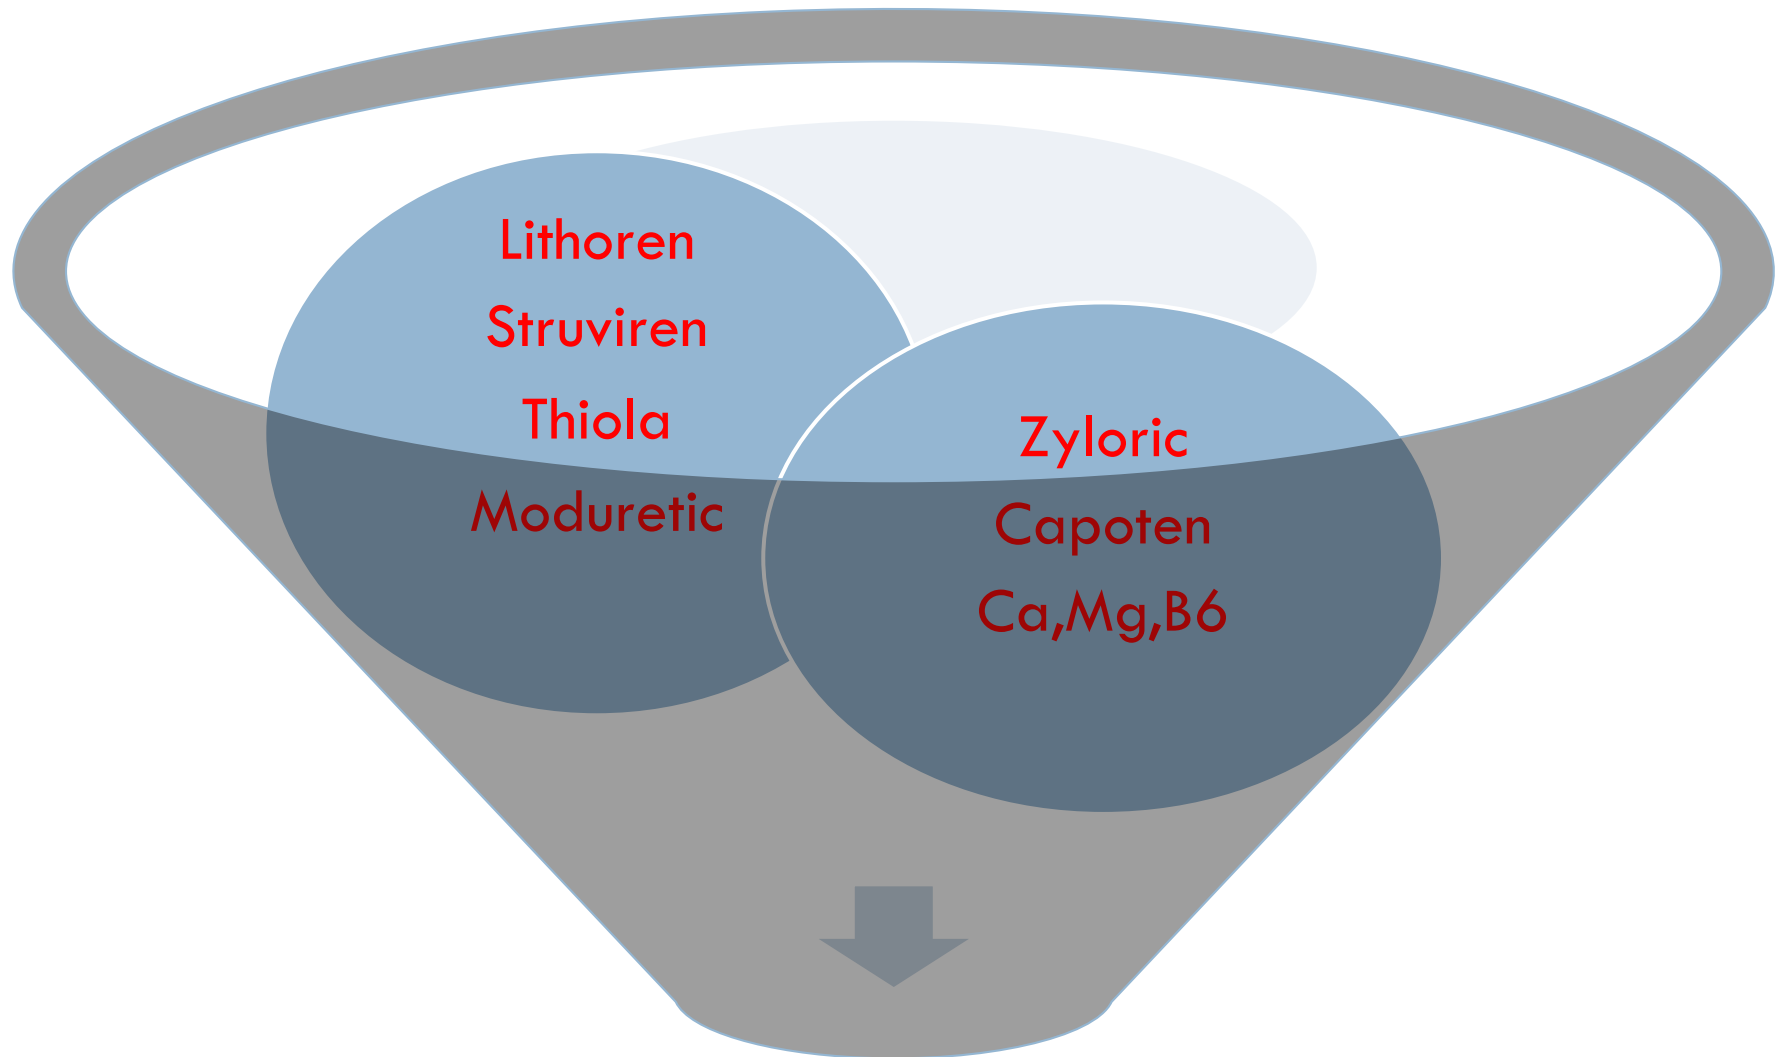 Lithoren
Struviren
Thiola
Moduretic
Zyloric
Capoten
Ca,Mg,B6